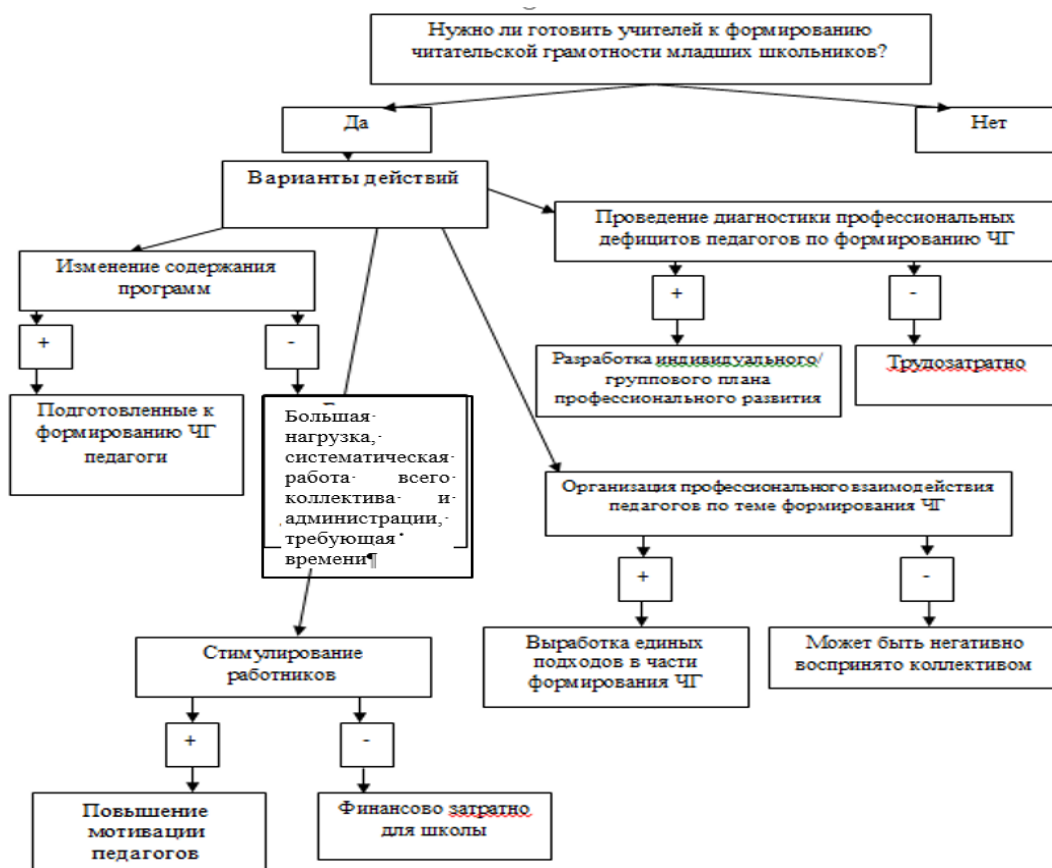 Нужно ли готовить учителей к формированию
читательской грамотности младших школьников?
Да
Нет
Варианты действий
Проведение диагностики профессиональных
дефицитов педагогов по формированию ЧГ
Изменение содержания
программ
+
-
+
-
Разработка индивидуального/
группового плана
профессионального развития
Трудозатратно
Подготовленные к
формированию ЧГ
педагоги
Большая
нагрузка,
систематическая
работа всего
коллектива и
администрации,
требующая
времени¶
Организация профессионального взаимодействия
педагогов по теме формирования ЧГ
+
-
Выработка единых
подходов в части
формирования ЧГ
Может быть негативно
воспринято коллективом
Стимулирование
работников
+
-
Повышение
мотивации
педагогов
Финансово затратно
для школы